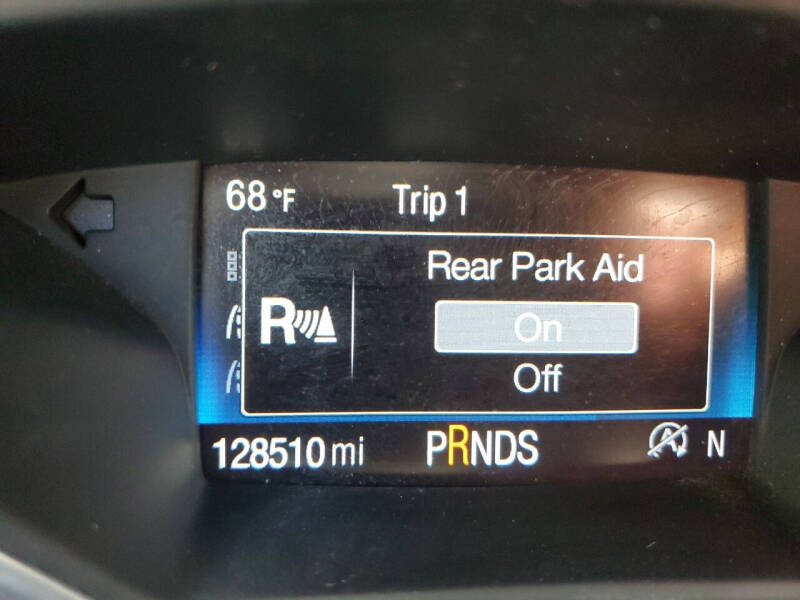 68 °F Trip 1
Rear Park Aid
R
On
Off
128510 mi PRNDS A N